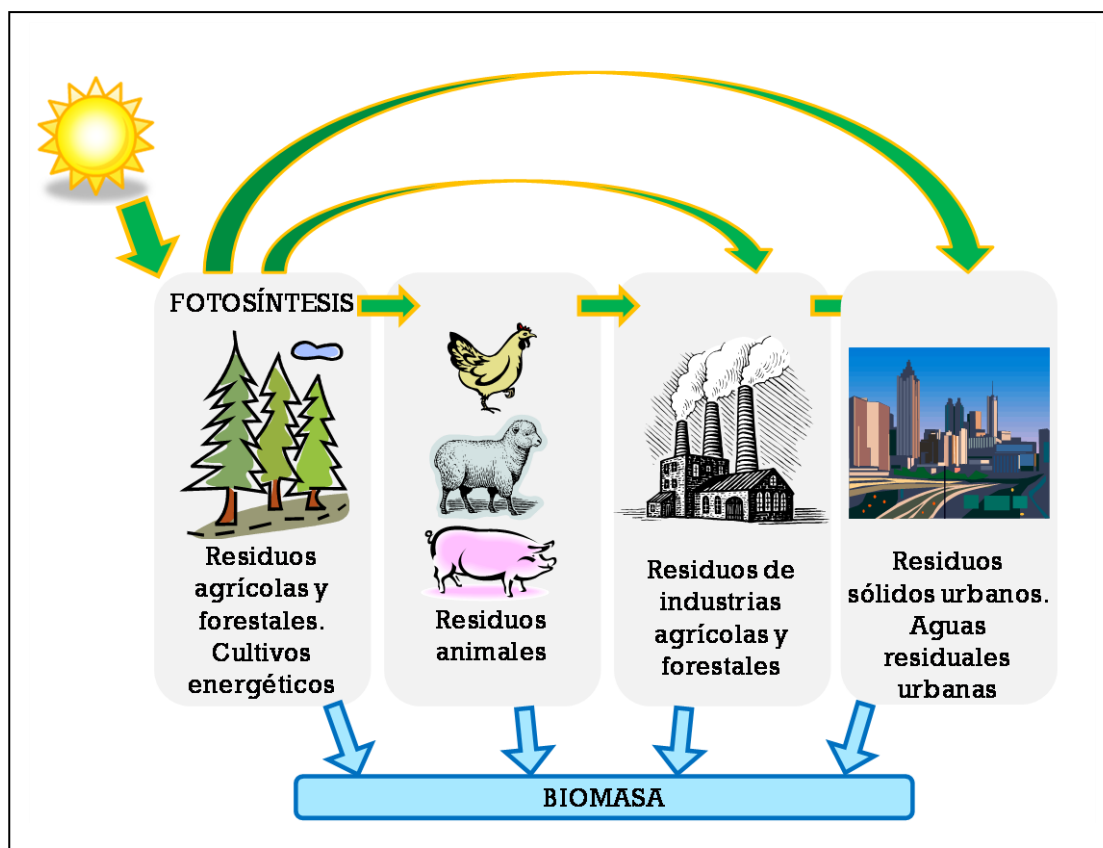 FOTOSÍNTESIS
Residuos
agrícolas y
forestales.
Cultivos
energéticos
Residuos
animales
Residuos de
industrias
agrícolas y
forestales
Residuos
sólidos urbanos.
Aguas
residuales
urbanas
BIOMASA